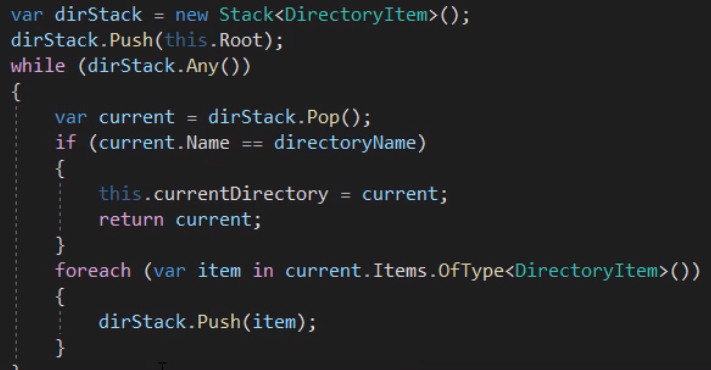 var dirStack = new Stack<DirectoryItem>();
dirStack.Push(this.Root);
while (dirStack.Any())
{
    var current = dirStack.Pop();
    if (current.Name == directoryName)
    {
        this.currentDirectory = current;
        return current;
    }
    foreach (var item in current.Items.OfType<DirectoryItem>())
    {
        dirStack.Push(item);
    }
}